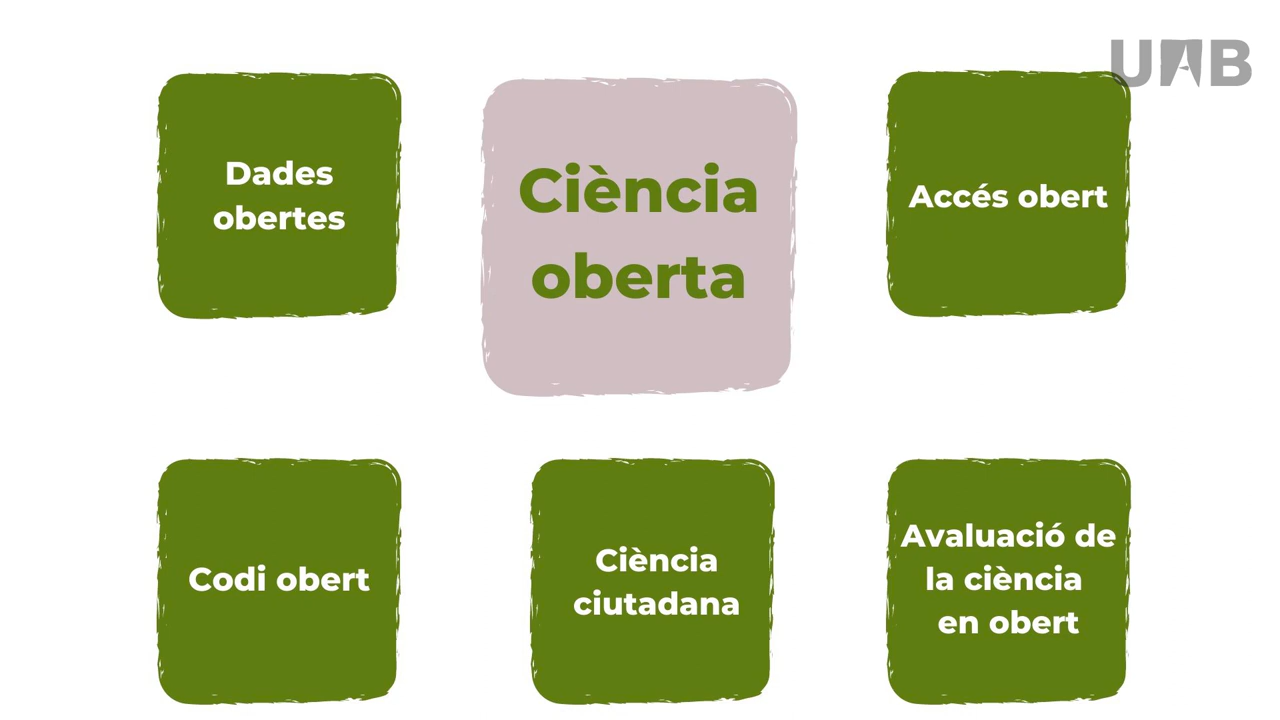 UAB
Dades
obertes
Ciència
oberta
Accés obert
Codi obert
Ciència
ciutadana
Avaluació de
la ciència
en obert